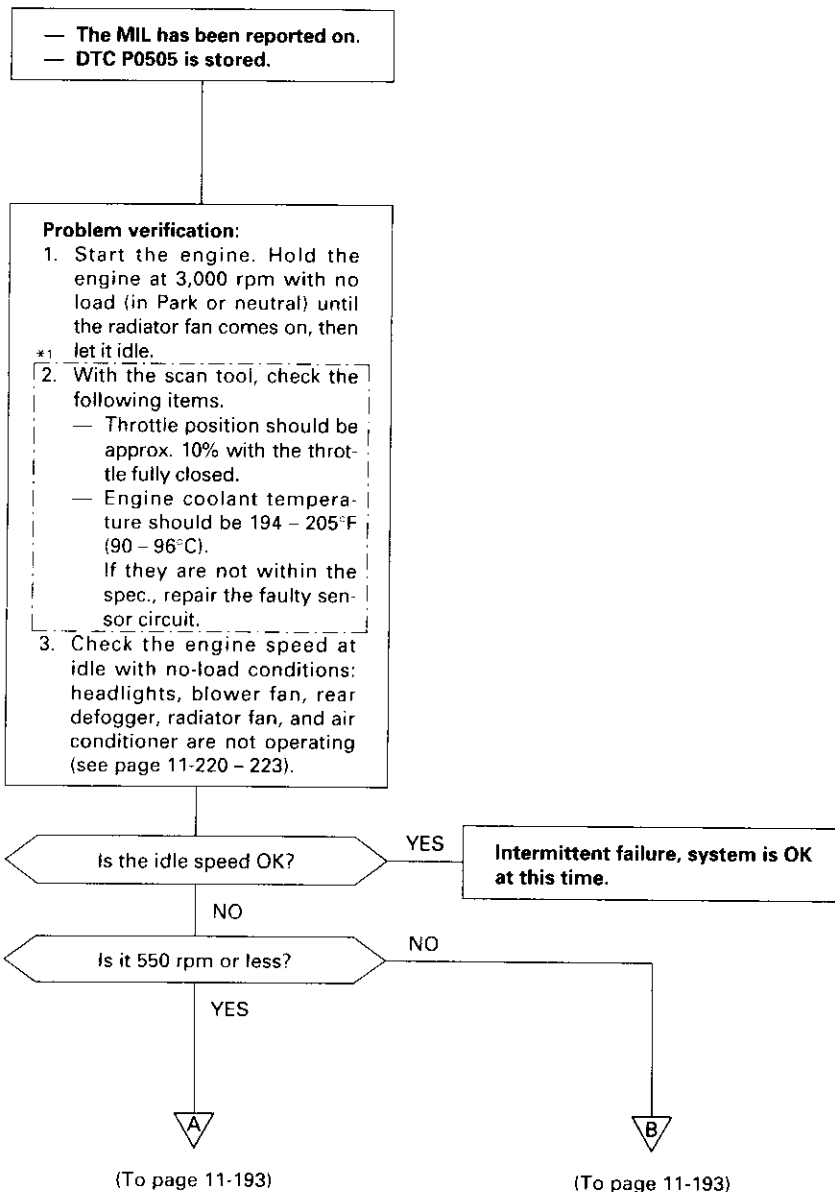 — The MIL has been reported on.
— DTC P0505 is stored.
Problem verification:
1. Start the engine. Hold the
engine at 3,000 rpm with no
load (in Park or neutral) until
the radiator fan comes on, then
*1 let it idle.
2. With the scan tool, check the
following items.
— Throttle position should be
approx. 10% with the throt-
tle fully closed.
— Engine coolant tempera-
ture should be 194 – 205°F
(90 – 96°C).
If they are not within the
spec., repair the faulty sen-
sor circuit.
3. Check the engine speed at
idle with no-load conditions:
headlights, blower fan, rear
defogger, radiator fan, and air
conditioner are not operating
(see page 11-220 – 223).
Is the idle speed OK?
YES
Intermittent failure, system is OK
at this time.
NO
Is it 550 rpm or less?
NO
YES
A
B
(To page 11-193)
(To page 11-193)